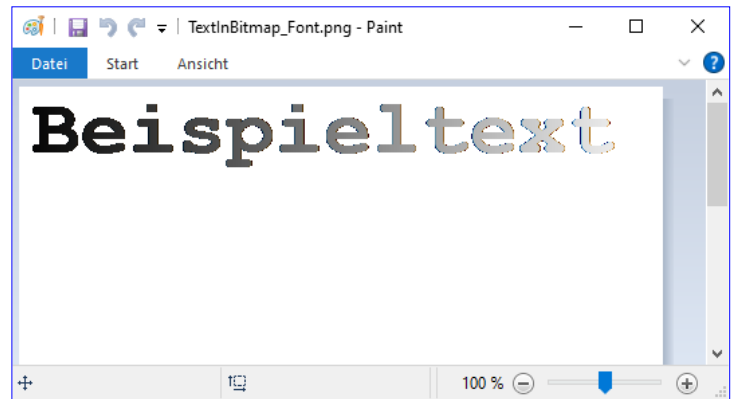 TextInBitmap_Font.png - Paint
Datei Start Ansicht
?
Beispieltext
100 %